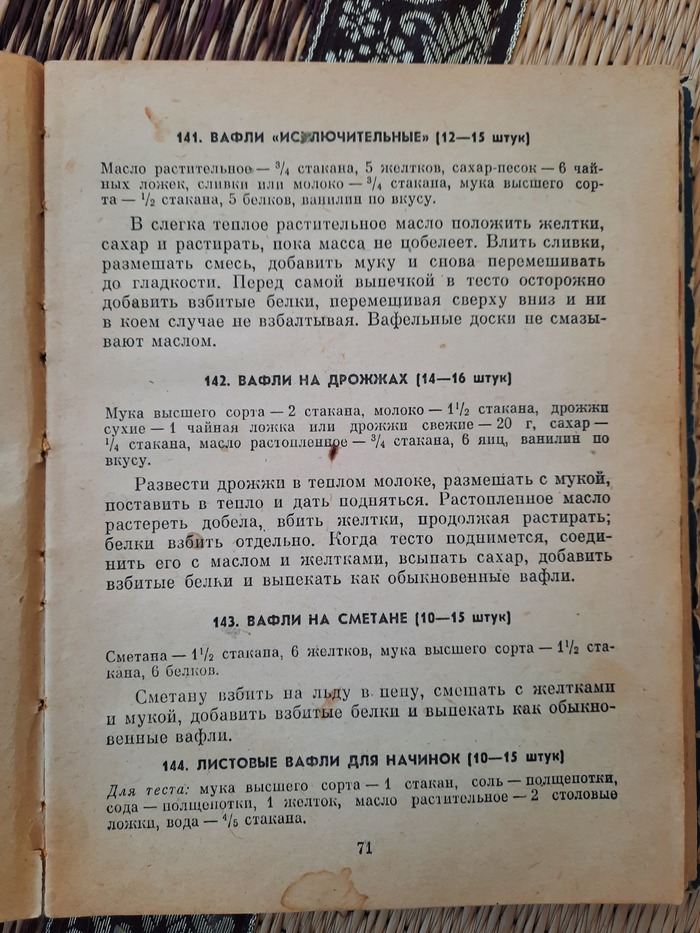 141. ВАФЛИ «ИСКЛЮЧИТЕЛЬНЫЕ» (12—15 штук)
Масло растительное — 3/4 стакана, 5 желтков, сахар-песок — 6 чай-
ных ложек, сливки или молоко — 3/4 стакана, мука высшего сор-
та — 1/2 стакана, 5 белков, ванилин по вкусу.
В слегка теплое растительное масло положить желтки,
сахар и растирать, пока масса не побелеет. Влить сливки,
размешать смесь, добавить муку и снова перемешивать
до гладкости. Перед самой выпечкой в тесто осторожно
добавить взбитые белки, перемешивая сверху вниз и ни
в коем случае не взбалтывая. Вафельные доски не смазы-
вают маслом.
142. ВАФЛИ НА ДРОЖЖАХ (14—16 штук)
Мука высшего сорта — 2 стакана, молоко — 1 1/2 стакана, дрожжи
сухие — 1 чайная ложка или дрожжи свежие — 20 г, сахар —
1/4 стакана, масло растопленное — 3/4 стакана, 6 яиц, ванилин по
вкусу.
Развести дрожжи в теплом молоке, размешать с мукой,
поставить в тепло и дать подняться. Растопленное масло
растереть добела, вбить желтки, продолжая растирать;
белки взбить отдельно. Когда тесто поднимется, соеди-
нить его с маслом и желтками, всыпать сахар, добавить
взбитые белки и выпекать как обыкновенные вафли.
143. ВАФЛИ НА СМЕТАНЕ (10—15 штук)
Сметана — 1 1/2 стакана, 6 желтков, мука высшего сорта — 1 1/2 ста-
кана, 6 белков.
Сметану взбить на льду в пену, смешать с желтками
и мукой, добавить взбитые белки и выпекать как обыкно-
венные вафли.
144. ЛИСТОВЫЕ ВАФЛИ ДЛЯ НАЧИНОК (10—15 штук)
Для теста: мука высшего сорта — 1 стакан, соль — полщепотки,
сода — полщепотки, 1 желток, масло растительное — 2 столовые
ложки, вода — 4/5 стакана.
71